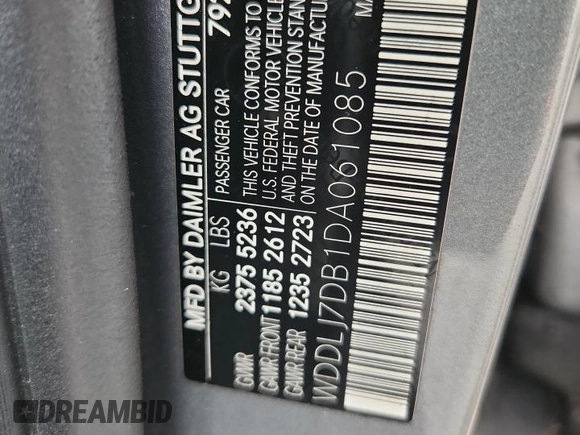 MFD BY DAIMLER AG STUTTG
KG LBS PASSENGER CAR
GVWR 2375 5236 THIS VEHICLE CONFORMS TO
GAWR-FRONT 1185 2612 U.S. FEDERAL MOTOR VEHICLE
GAWR REAR 1235 2723 AND THEFT PREVENTION STAN
ON THE DATE OF MANUFACTUR
WDDLJ7DB1DA061085
DREAMBID